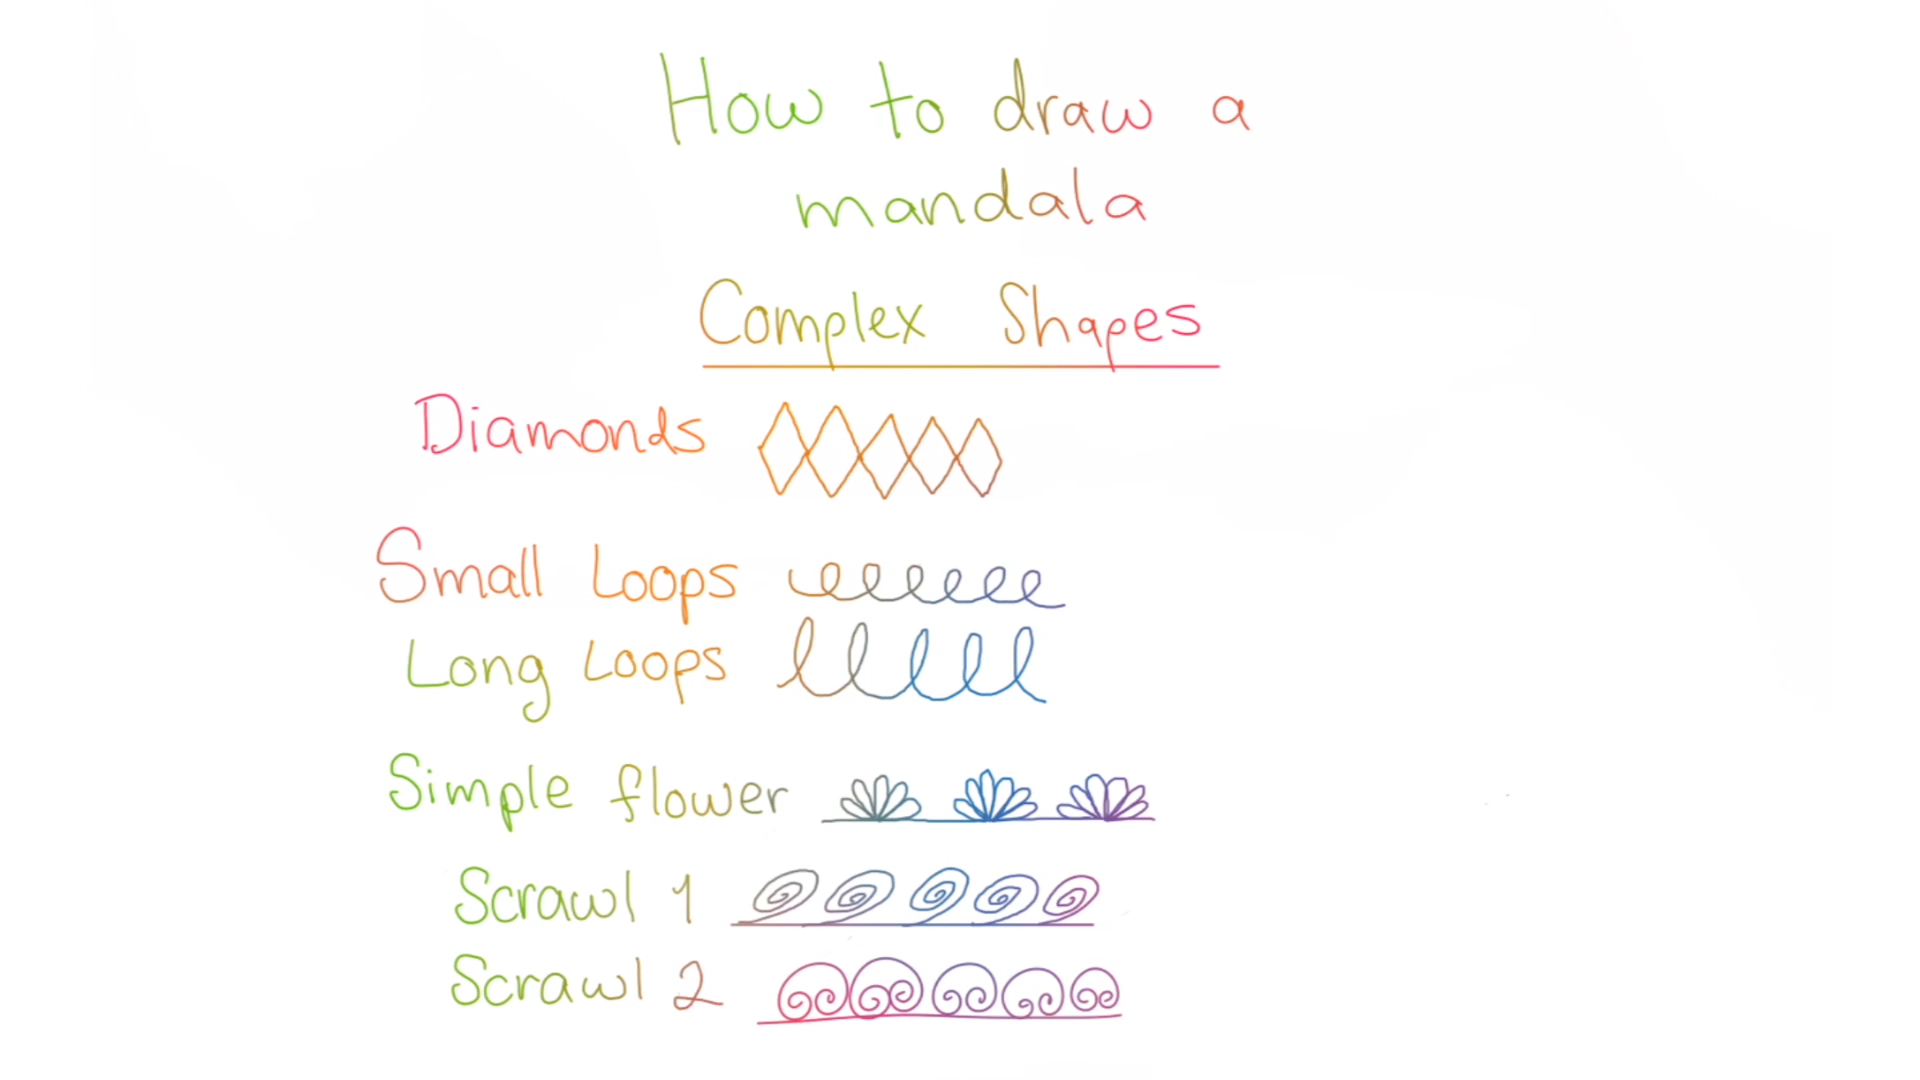 How to draw a
mandala
Complex Shapes
Diamonds
Small Loops
Long Loops
Simple flower
Scrawl 1
Scrawl 2